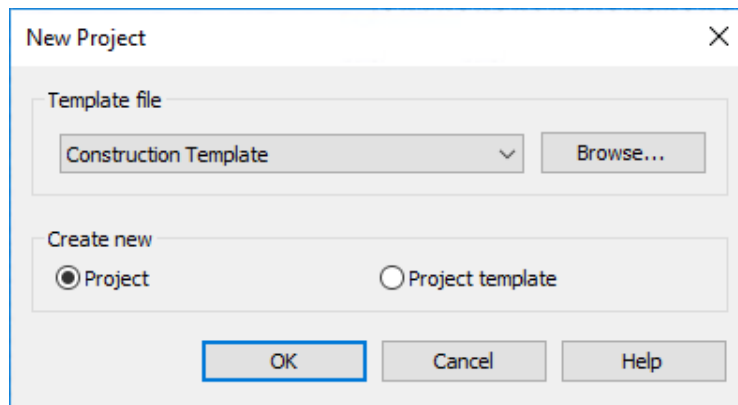 New Project
Template file
Construction Template
Browse...
Create new
Project
Project template
OK
Cancel
Help